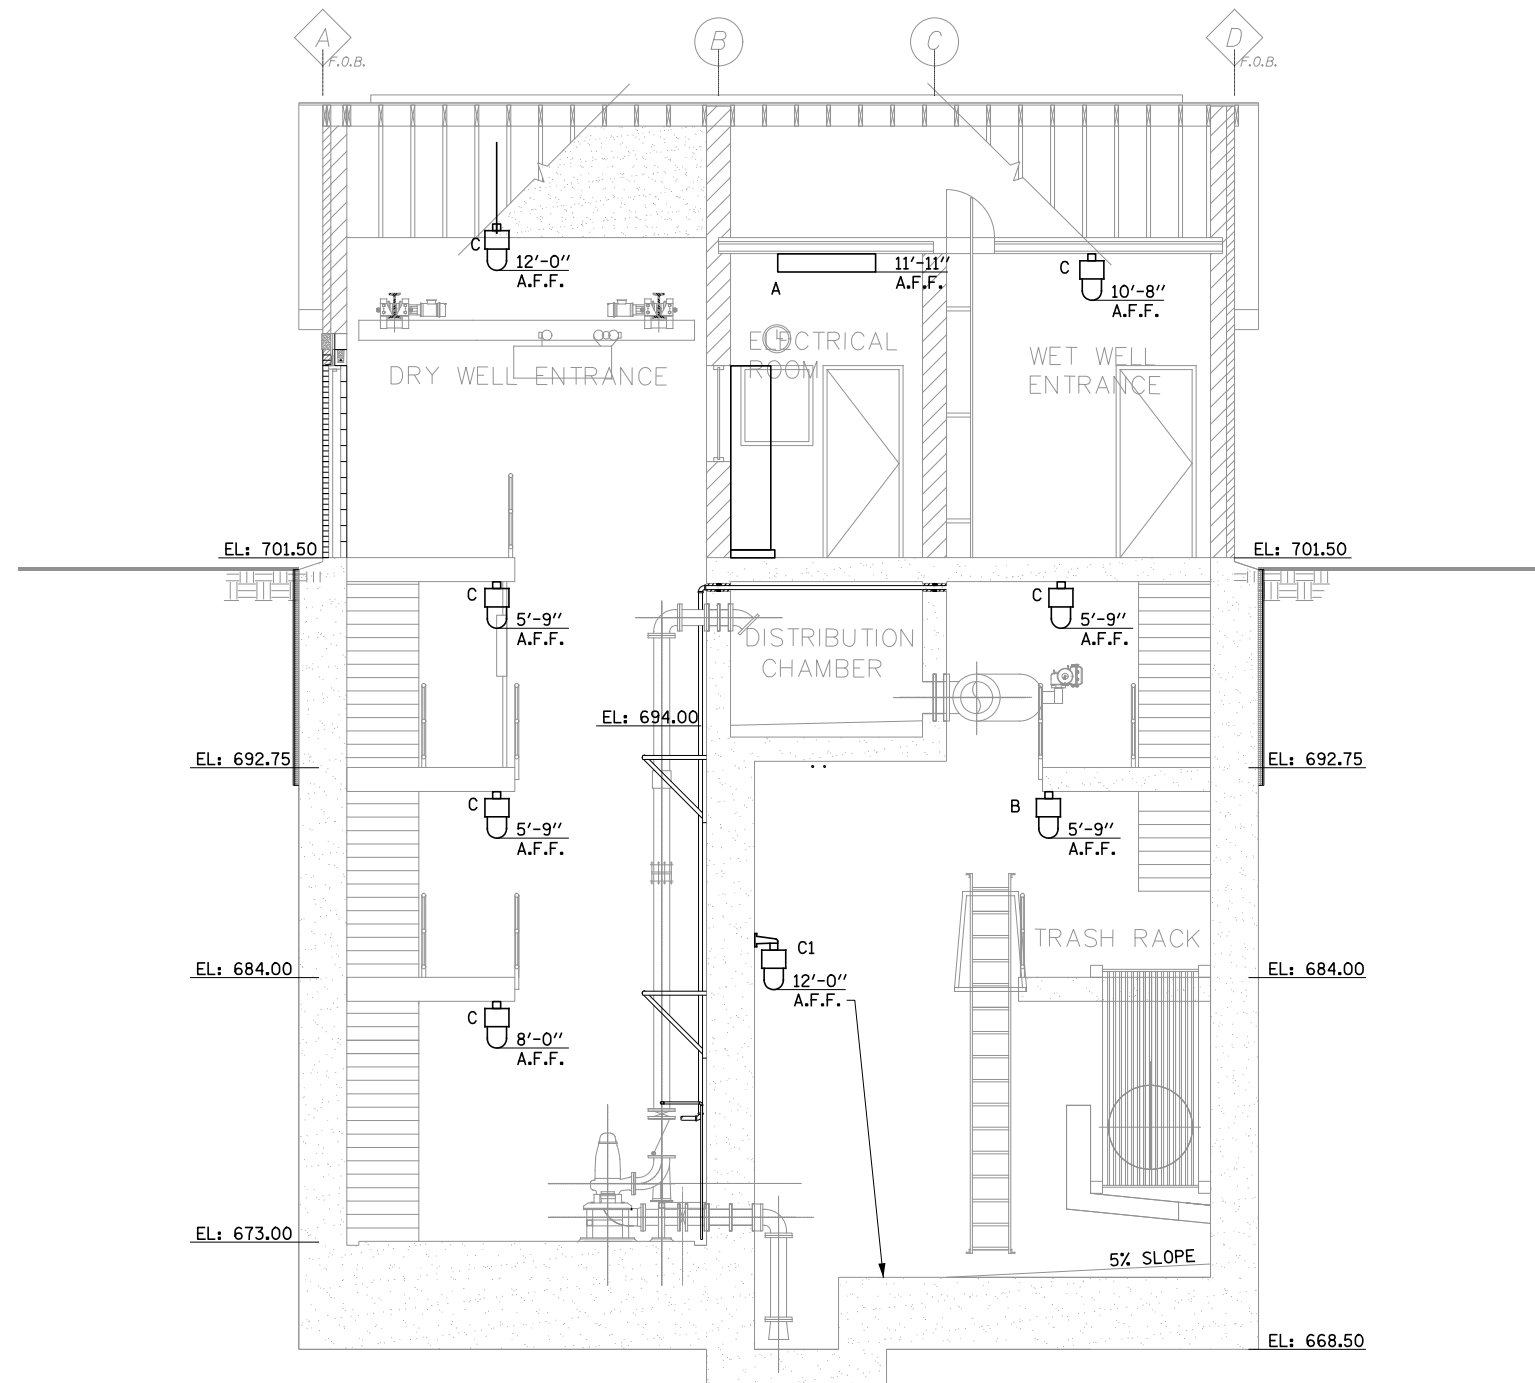 A
B
C
D
F.O.B.
F.O.B.
C
12'-0"
A.F.F.
11'-11"
A.F.F.
A
C
10'-8"
A.F.F.
ELECTRICAL
ROOM
WET WELL
ENTRANCE
DRY WELL ENTRANCE
EL: 701.50
EL: 701.50
C
5'-9"
A.F.F.
C
5'-9"
A.F.F.
DISTRIBUTION
CHAMBER
EL: 694.00
EL: 692.75
EL: 692.75
C
5'-9"
A.F.F.
B
5'-9"
A.F.F.
C1
12'-0"
A.F.F.
TRASH RACK
EL: 684.00
EL: 684.00
C
8'-0"
A.F.F.
EL: 673.00
5% SLOPE
EL: 668.50